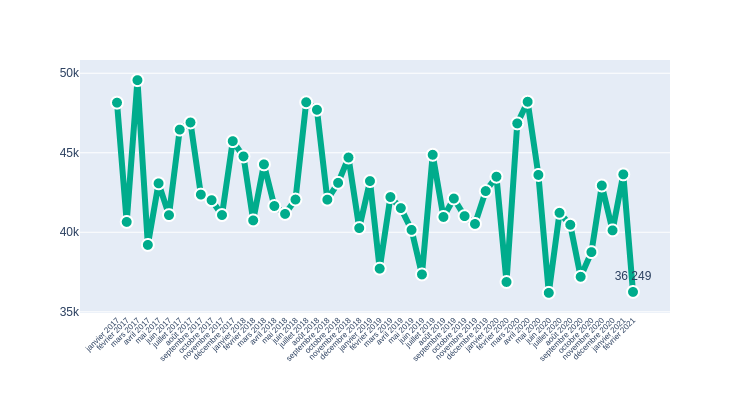 50k
45k
40k
35k
36 249
janvier 2017
février 2017
mars 2017
avril 2017
mai 2017
juin 2017
juillet 2017
août 2017
septembre 2017
octobre 2017
novembre 2017
décembre 2017
janvier 2018
février 2018
mars 2018
avril 2018
mai 2018
juin 2018
juillet 2018
août 2018
septembre 2018
octobre 2018
novembre 2018
décembre 2018
janvier 2019
février 2019
mars 2019
avril 2019
mai 2019
juin 2019
juillet 2019
août 2019
septembre 2019
octobre 2019
novembre 2019
décembre 2019
janvier 2020
février 2020
mars 2020
avril 2020
mai 2020
juin 2020
juillet 2020
août 2020
septembre 2020
octobre 2020
novembre 2020
décembre 2020
janvier 2021
février 2021